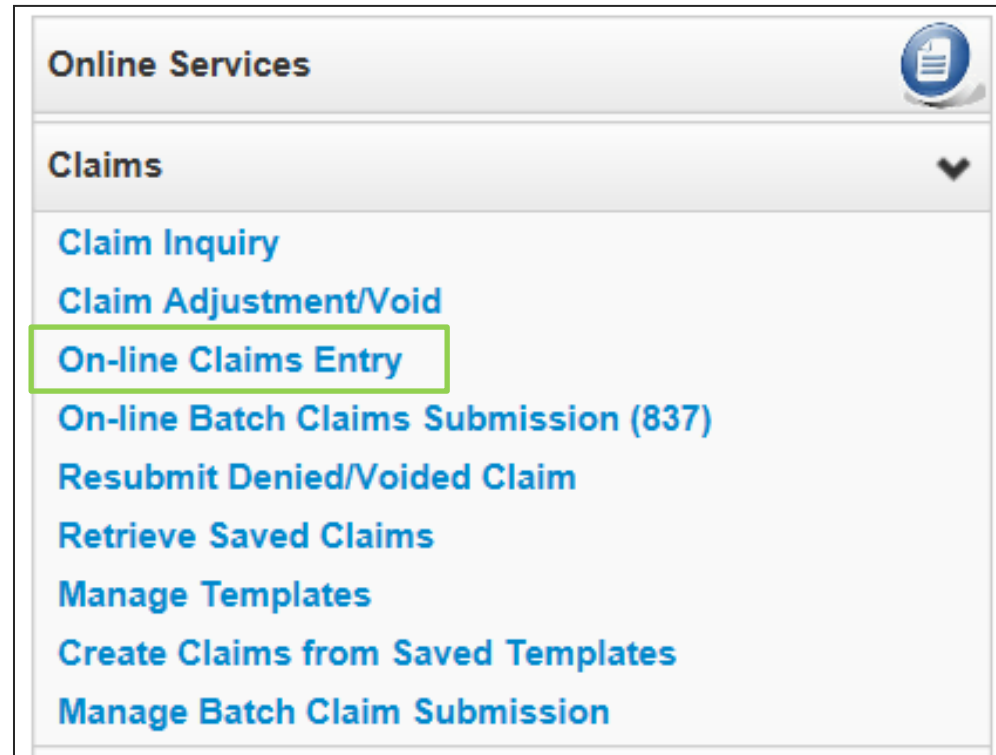 Online Services
Claims
Claim Inquiry
Claim Adjustment/Void
On-line Claims Entry
On-line Batch Claims Submission (837)
Resubmit Denied/Voided Claim
Retrieve Saved Claims
Manage Templates
Create Claims from Saved Templates
Manage Batch Claim Submission